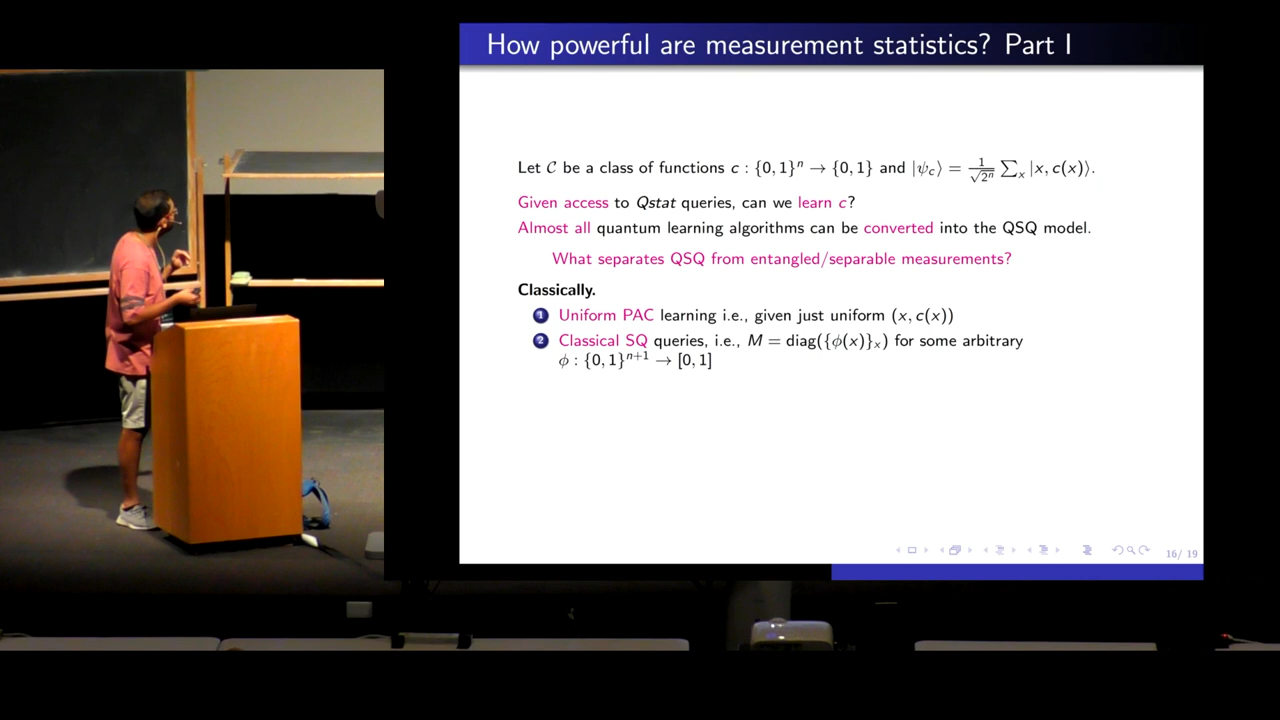 How powerful are measurement statistics? Part I
Let 𝒞 be a class of functions c : {0, 1}ⁿ → {0, 1} and |ψ_c⟩ = 1/√2ⁿ ∑ₓ |x, c(x)⟩.
Given access to Qstat queries, can we learn c?
Almost all quantum learning algorithms can be converted into the QSQ model.
What separates QSQ from entangled/separable measurements?
Classically.
1 Uniform PAC learning i.e., given just uniform (x, c(x))
2 Classical SQ queries, i.e., M = diag({ϕ(x)}ₓ) for some arbitrary
ϕ : {0, 1}ⁿ⁺¹ → [0, 1]
16/ 19